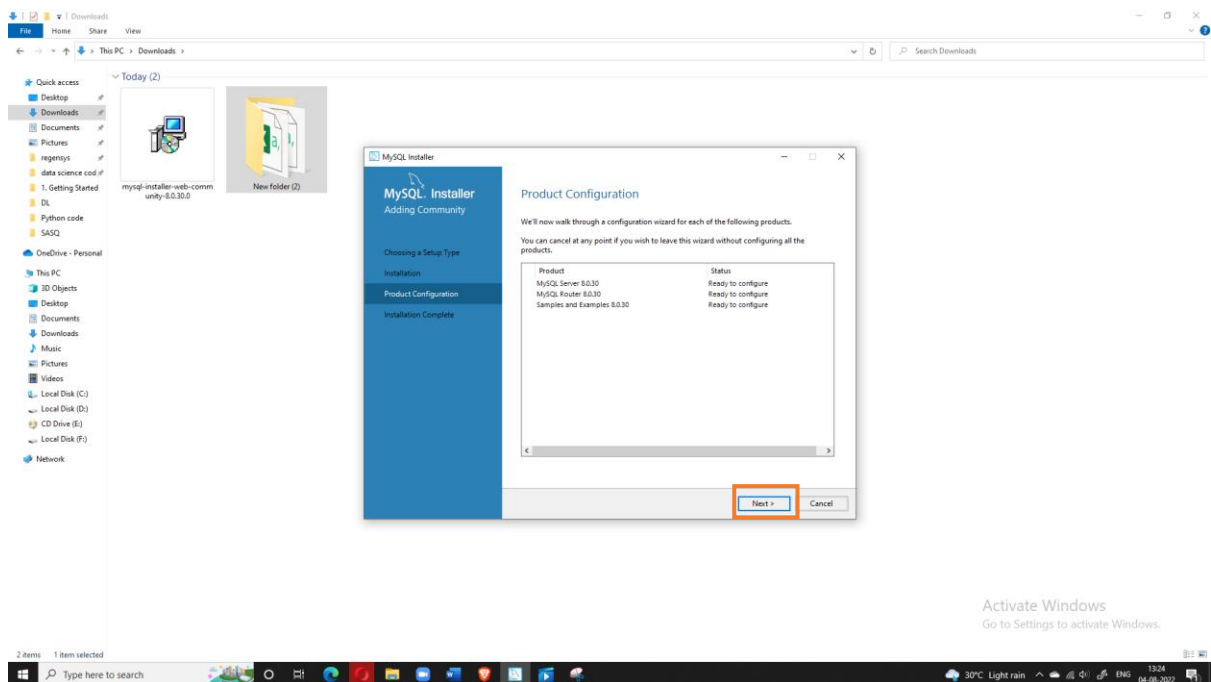 Downloads
File Home Share View
This PC > Downloads >
Search Downloads
Quick access
Desktop
Downloads
Documents
Pictures
regensys
data science cod
1. Getting Started
DL
Python code
SASQ
OneDrive - Personal
This PC
3D Objects
Desktop
Documents
Downloads
Music
Pictures
Videos
Local Disk (C:)
Local Disk (D:)
CD Drive (E:)
Local Disk (F:)
Network
Today (2)
mysql-installer-web-comm
unity-8.0.30.0
New folder (2)
MySQL Installer
MySQL. Installer
Adding Community
Choosing a Setup Type
Installation
Product Configuration
Installation Complete
Product Configuration
We'll now walk through a configuration wizard for each of the following products.
You can cancel at any point if you wish to leave this wizard without configuring all the
products.
Product Status
MySQL Server 8.0.30 Ready to configure
MySQL Router 8.0.30 Ready to configure
Samples and Examples 8.0.30 Ready to configure
Next > Cancel
Activate Windows
Go to Settings to activate Windows.
2 items 1 item selected
Type here to search
30°C Light rain ENG
13:24
04-08-2022